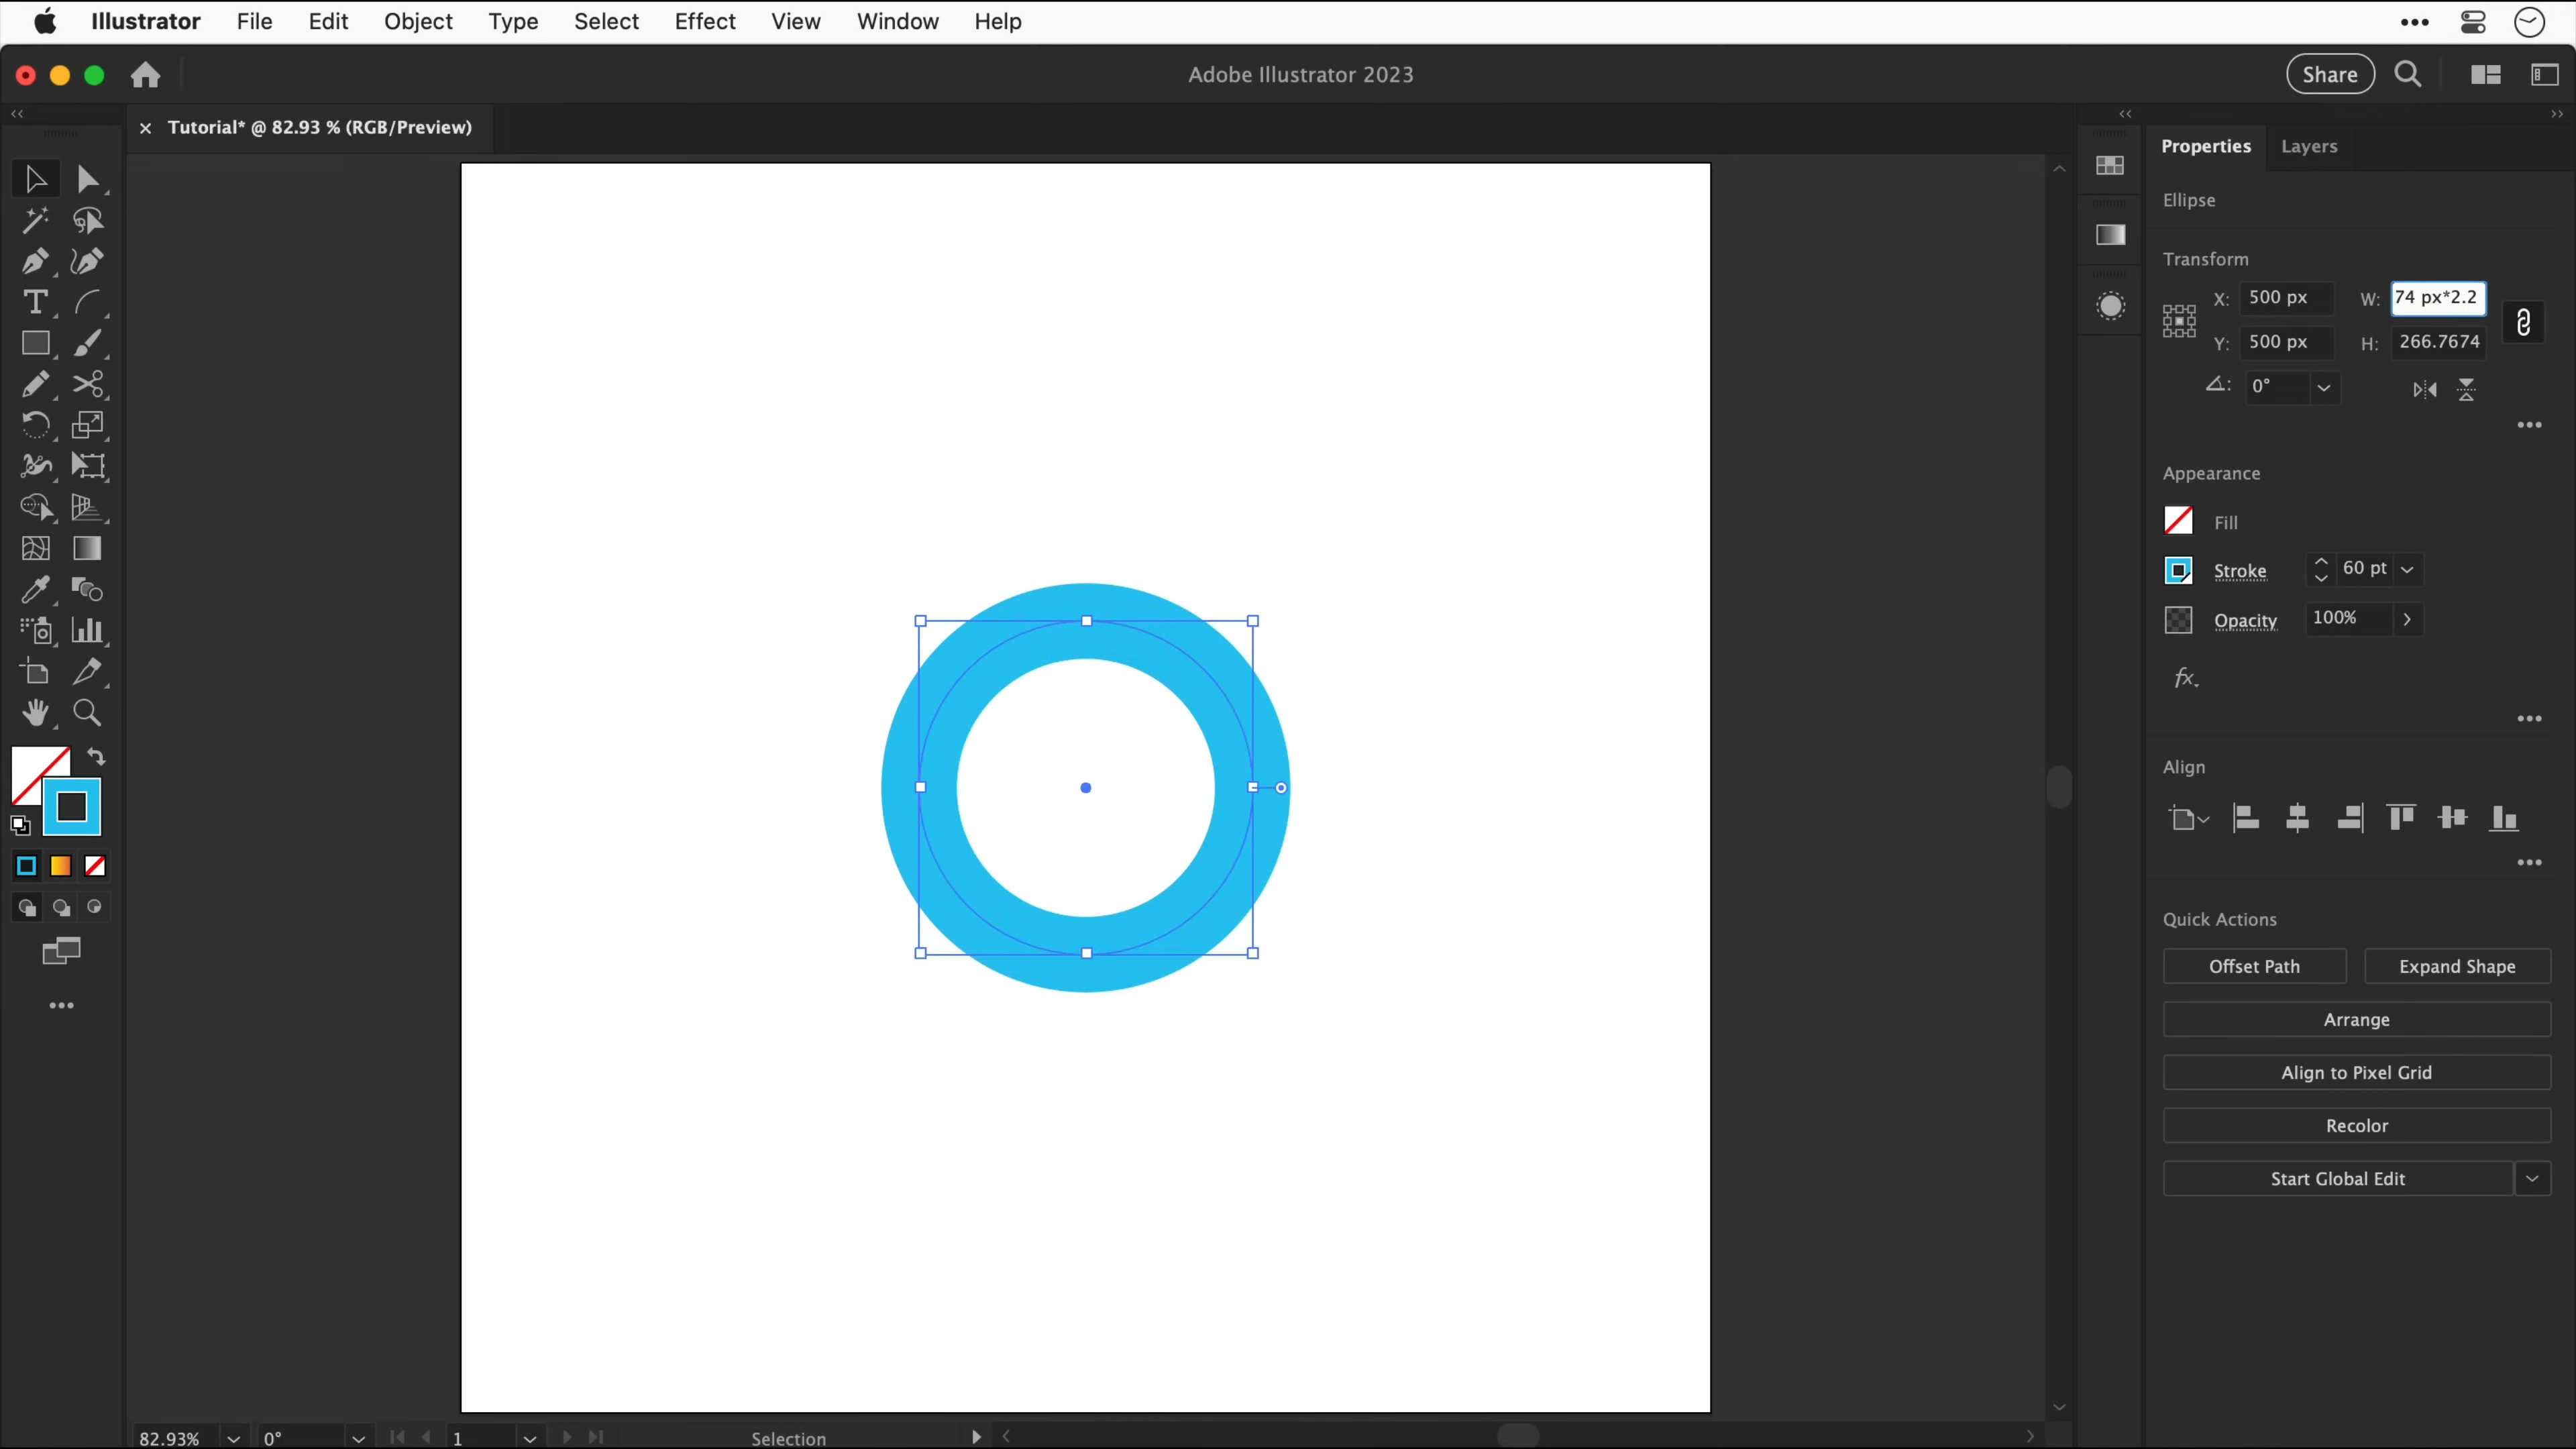 Illustrator File Edit Object Type Select Effect View Window Help
Adobe Illustrator 2023
Share
Tutorial* @ 82.93 % (RGB/Preview)
Properties Layers
Ellipse
Transform
X: 500 px W: 74 px*2.2
Y: 500 px H: 266.7674
0°
Appearance
Fill
Stroke 60 pt
Opacity 100%
fx
Align
Quick Actions
Offset Path Expand Shape
Arrange
Align to Pixel Grid
Recolor
Start Global Edit
82.93% 0° 1 Selection